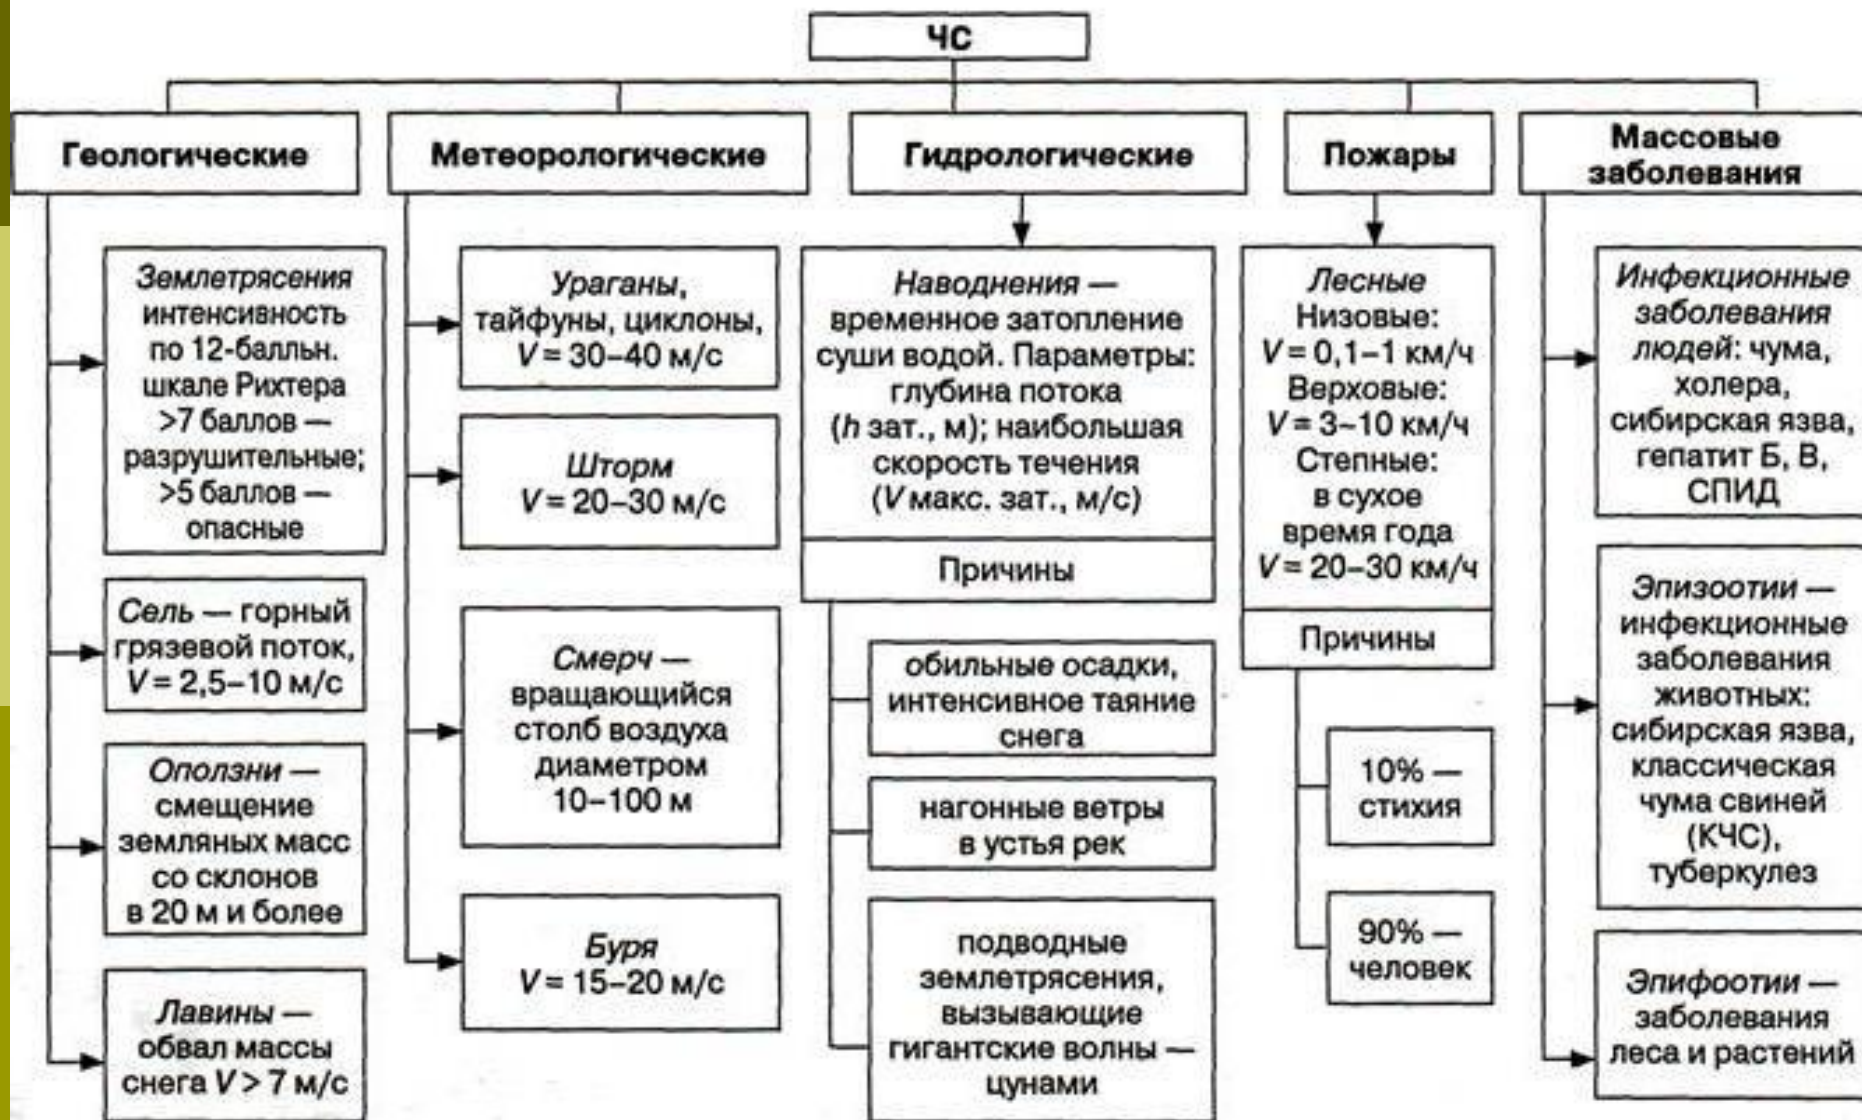 ЧС
Геологические
Землетрясения
интенсивность
по 12-балльн.
шкале Рихтера
>7 баллов —
разрушительные;
>5 баллов —
опасные
Сель — горный
грязевой поток,
V = 2,5–10 м/с
Оползни —
смещение
земляных масс
со склонов
в 20 м и более
Лавины —
обвал массы
снега V > 7 м/с
Метеорологические
Ураганы,
тайфуны, циклоны,
V = 30–40 м/с
Шторм
V = 20–30 м/с
Смерч —
вращающийся
столб воздуха
диаметром
10–100 м
Буря
V = 15–20 м/с
Гидрологические
Наводнения —
временное затопление
суши водой. Параметры:
глубина потока
(h зат., м); наибольшая
скорость течения
(V макс. зат., м/с)
Причины
обильные осадки,
интенсивное таяние
снега
нагонные ветры
в устья рек
подводные
землетрясения,
вызывающие
гигантские волны —
цунами
Пожары
Лесные
Низовые:
V = 0,1–1 км/ч
Верховые:
V = 3–10 км/ч
Степные:
в сухое
время года
V = 20–30 км/ч
Причины
10% —
стихия
90% —
человек
Массовые
заболевания
Инфекционные
заболевания
людей: чума,
холера,
сибирская язва,
гепатит Б, В,
СПИД
Эпизоотии —
инфекционные
заболевания
животных:
сибирская язва,
классическая
чума свиней
(КЧС),
туберкулез
Эпифоотии —
заболевания
леса и растений